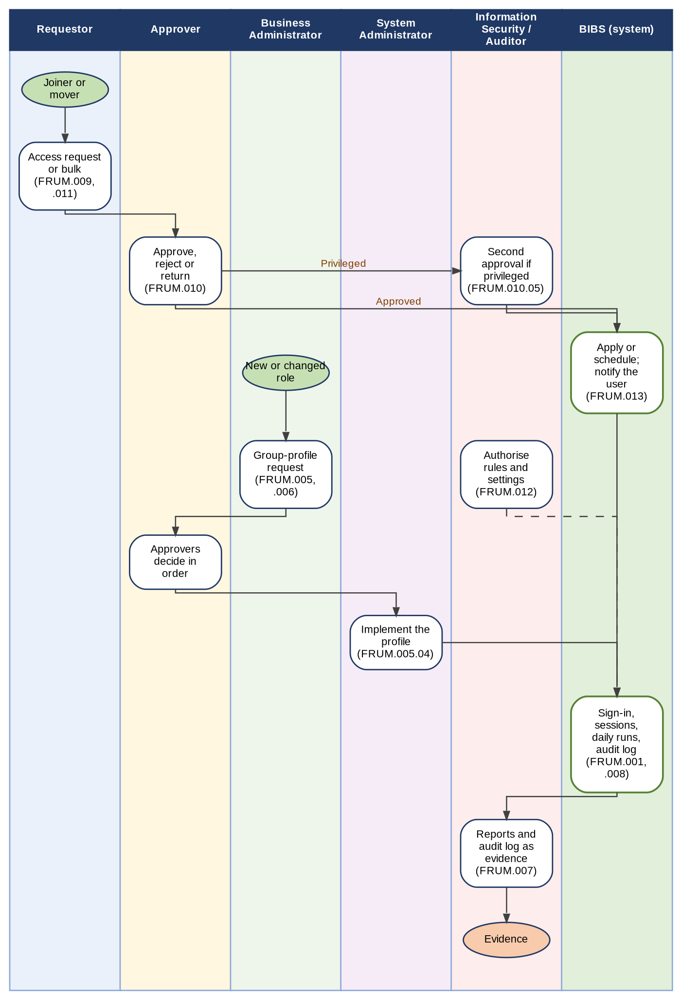 Requestor
Approver
Business
Administrator
System
Administrator
Information
Security /
Auditor
BIBS (system)
Joiner or
mover
Access request
or bulk
(FRUM.009,
.011)
Approve,
reject or
return
(FRUM.010)
Privileged
Second
approval if
privileged
(FRUM.010.05)
Approved
Apply or
schedule;
notify the
user
(FRUM.013)
New or changed
role
Group-profile
request
(FRUM.005,
.006)
Authorise
rules and
settings
(FRUM.012)
Approvers
decide in
order
Implement the
profile
(FRUM.005.04)
Sign-in,
sessions,
daily runs,
audit log
(FRUM.001,
.008)
Reports and
audit log as
evidence
(FRUM.007)
Evidence